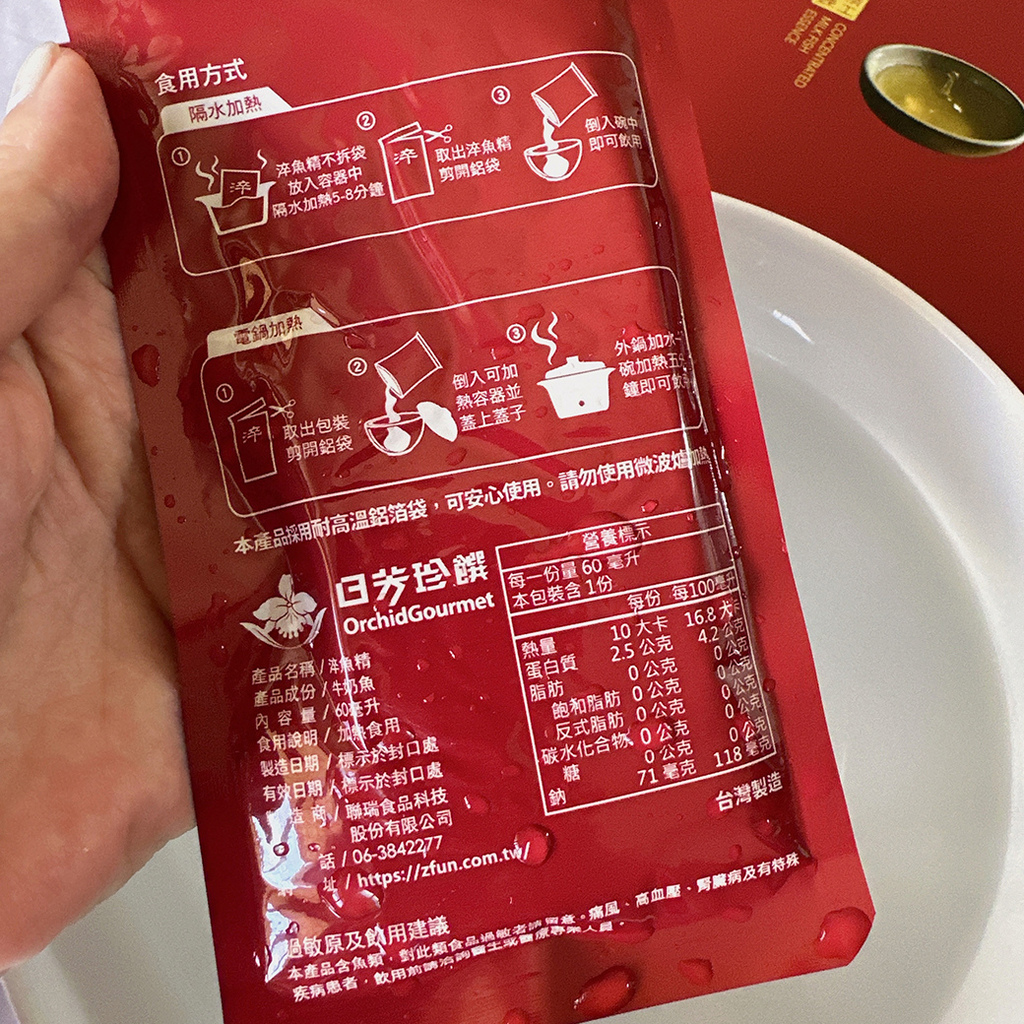 CONCENTRATED
MILK FISH
ESSENCE
食用方式
隔水加熱
①
淬
淬魚精不拆袋
放入容器中
隔水加熱5-8分鐘
②
淬
取出淬魚精
剪開鋁袋
③
倒入碗中
即可飲用
電鍋加熱
①
淬
取出包裝
剪開鋁袋
②
倒入可加
熱容器並
蓋上蓋子
③
外鍋加水一
碗加熱五分
鐘即可飲
本產品採用耐高溫鋁箔袋，可安心使用。請勿使用微波爐加熱
日芳珍饌
OrchidGourmet
產品名稱 / 淬魚精
產品成份 / 牛奶魚
內容量 / 60毫升
食用說明 / 加熱食用
製造日期 / 標示於封口處
有效日期 / 標示於封口處
造商 / 聯瑞食品科技
股份有限公司
話 / 06-3842277
址 / https://zfun.com.tw/
營養標示
每一份量 60 毫升
本包裝含 1份
每份 每100毫升
熱量 10 大卡 16.8 大卡
蛋白質 2.5 公克 4.2 公克
脂肪 0 公克 0 公克
飽和脂肪 0 公克 0 公克
反式脂肪 0 公克 0 公克
碳水化合物 0 公克 0 公克
糖 0 公克 0 公克
鈉 71 毫克 118 毫克
台灣製造
過敏原及飲用建議
本產品含魚類，對此類食品過敏者請留意。痛風、高血壓、腎臟病及有特殊
疾病患者，飲用前請洽詢醫生或醫療專業人員。